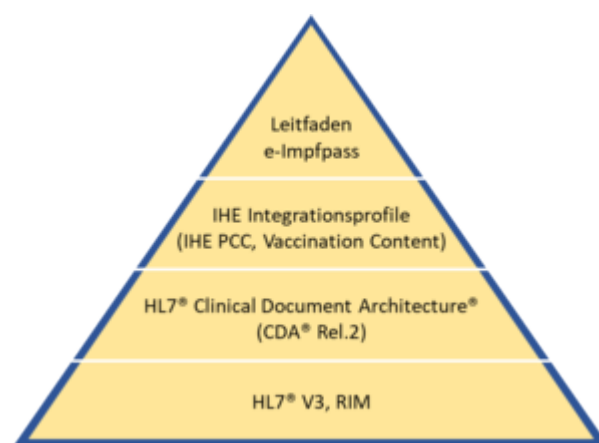 Leitfaden
e-Impfpass
IHE Integrationsprofile
(IHE PCC, Vaccination Content)
HL7® Clinical Document Architecture®
(CDA® Rel.2)
HL7® V3, RIM